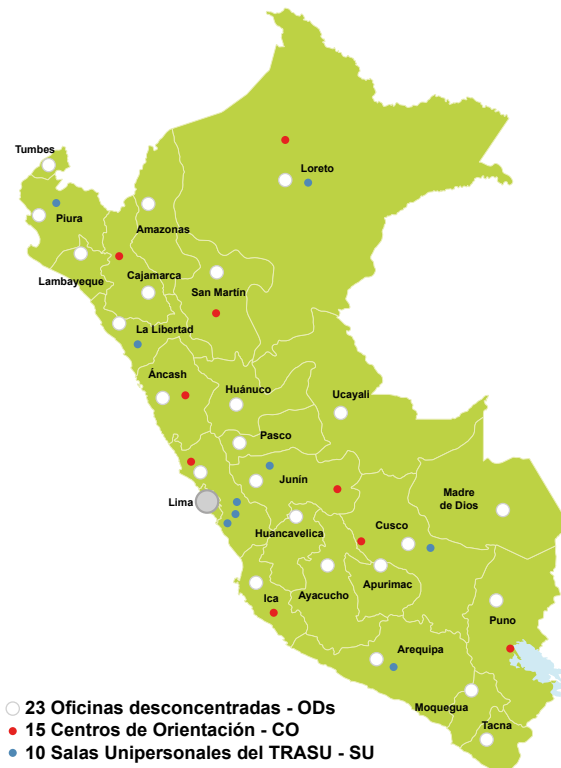 Tumbes
Loreto
Piura
Amazonas
Lambayeque
Cajamarca
San Martín
La Libertad
Áncash
Huánuco
Ucayali
Pasco
Junín
Lima
Madre
de Dios
Huancavelica
Cusco
Apurimac
Ica
Ayacucho
Puno
Arequipa
Moquegua
Tacna
23 Oficinas desconcentradas - ODs
15 Centros de Orientación - CO
10 Salas Unipersonales del TRASU - SU